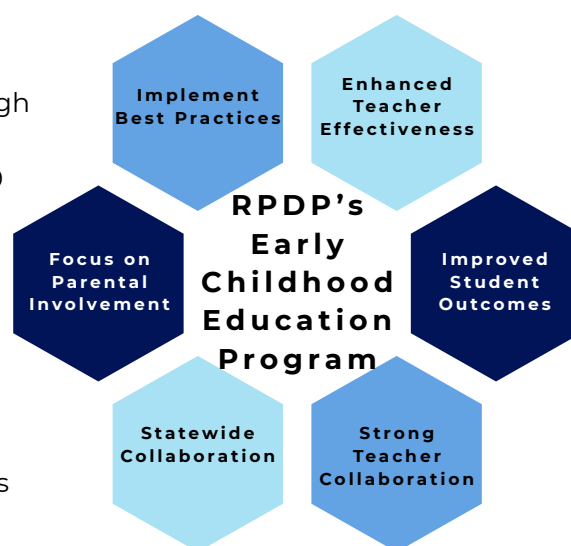 Implement
Best Practices
Enhanced
Teacher
Effectiveness
gh
Focus on
Parental
Involvement
RPDP's
Early
Childhood
Education
Program
Improved
Student
Outcomes
Statewide
Collaboration
Strong
Teacher
Collaboration
s